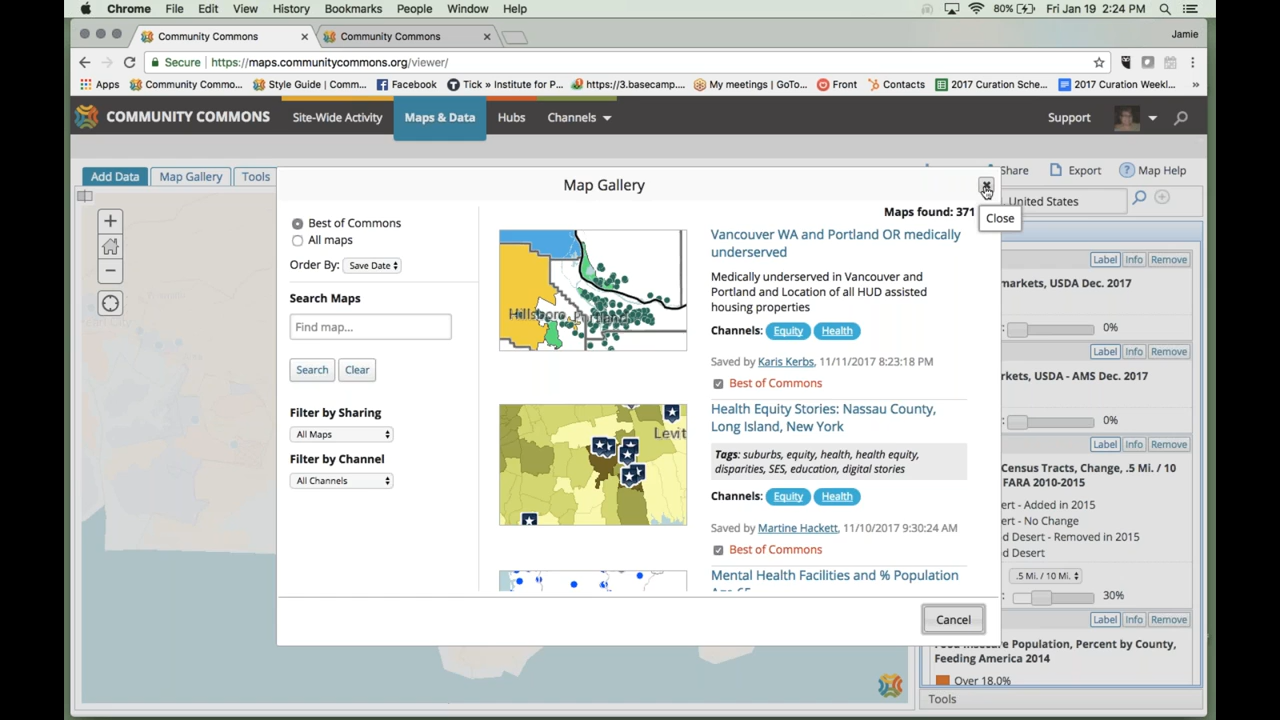 Chrome File Edit View History Bookmarks People Window Help 80% Fri Jan 19 2:24 PM
Community Commons × Community Commons × Jamie
Secure https://maps.communitycommons.org/viewer/
Apps Community Commo... Style Guide | Comm... Facebook Tick » Institute for P... https://3.basecamp.... My meetings | GoTo... Front Contacts 2017 Curation Sche... 2017 Curation Weekl... »
COMMUNITY COMMONS Site-Wide Activity Maps & Data Hubs Channels Support
Add Data Map Gallery Tools Share Export ? Map Help
Map Gallery
United States
Close
Maps found: 371
Best of Commons
All maps
Order By: Save Date
Search Maps
Find map...
Search Clear
Filter by Sharing
All Maps
Filter by Channel
All Channels
Hillsboro Portland
Vancouver WA and Portland OR medically
underserved
Medically underserved in Vancouver and
Portland and Location of all HUD assisted
housing properties
Channels: Equity Health
Saved by Karis Kerbs, 11/11/2017 8:23:18 PM
Best of Commons
Levit
Health Equity Stories: Nassau County,
Long Island, New York
Tags: suburbs, equity, health, health equity,
disparities, SES, education, digital stories
Channels: Equity Health
Saved by Martine Hackett, 11/10/2017 9:30:24 AM
Best of Commons
Mental Health Facilities and % Population
Cancel
Label Info Remove
markets, USDA Dec. 2017
: 0%
Label Info Remove
rkets, USDA - AMS Dec. 2017
: 0%
Label Info Remove
Census Tracts, Change, .5 Mi. / 10
FARA 2010-2015
ert - Added in 2015
ert - No Change
d Desert - Removed in 2015
d Desert
.5 Mi. / 10 Mi.
: 30%
Label Info Remove
Food Insecure Population, Percent by County,
Feeding America 2014
Over 18.0%
Tools